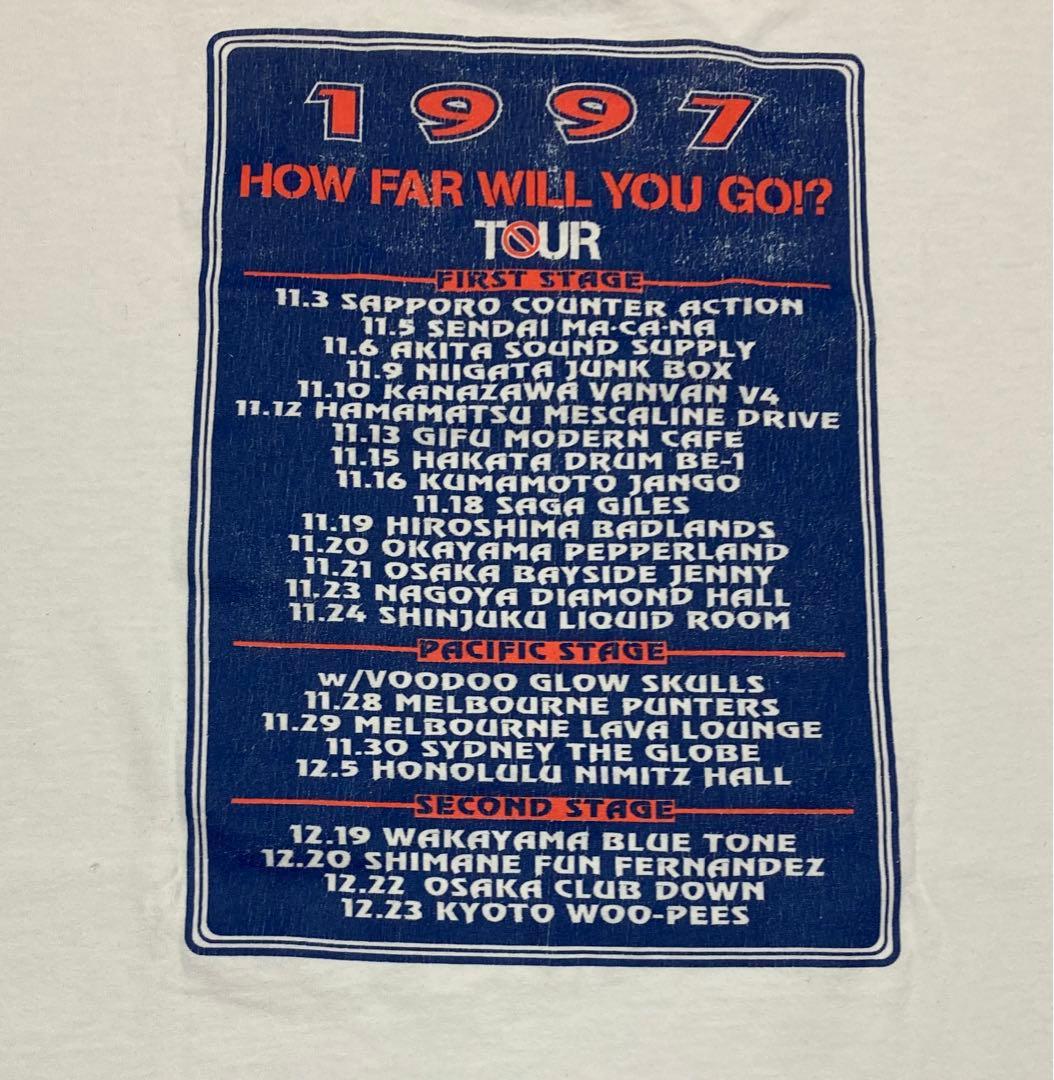 1997
HOW FAR WILL YOU GO!?
TOUR
FIRST STAGE
11.3 SAPPORO COUNTER ACTION
11.5 SENDAI MA·CA·NA
11.6 AKITA SOUND SUPPLY
11.9 NIIGATA JUNK BOX
11.10 KANAZAWA VANVAN V4
11.12 HAMAMATSU MESCALINE DRIVE
11.13 GIFU MODERN CAFE
11.15 HAKATA DRUM BE-1
11.16 KUMAMOTO JANGO
11.18 SAGA GILES
11.19 HIROSHIMA BADLANDS
11.20 OKAYAMA PEPPERLAND
11.21 OSAKA BAYSIDE JENNY
11.23 NAGOYA DIAMOND HALL
11.24 SHINJUKU LIQUID ROOM
PACIFIC STAGE
w/VOODOO GLOW SKULLS
11.28 MELBOURNE PUNTERS
11.29 MELBOURNE LAVA LOUNGE
11.30 SYDNEY THE GLOBE
12.5 HONOLULU NIMITZ HALL
SECOND STAGE
12.19 WAKAYAMA BLUE TONE
12.20 SHIMANE FUN FERNANDEZ
12.22 OSAKA CLUB DOWN
12.23 KYOTO WOO-PEES